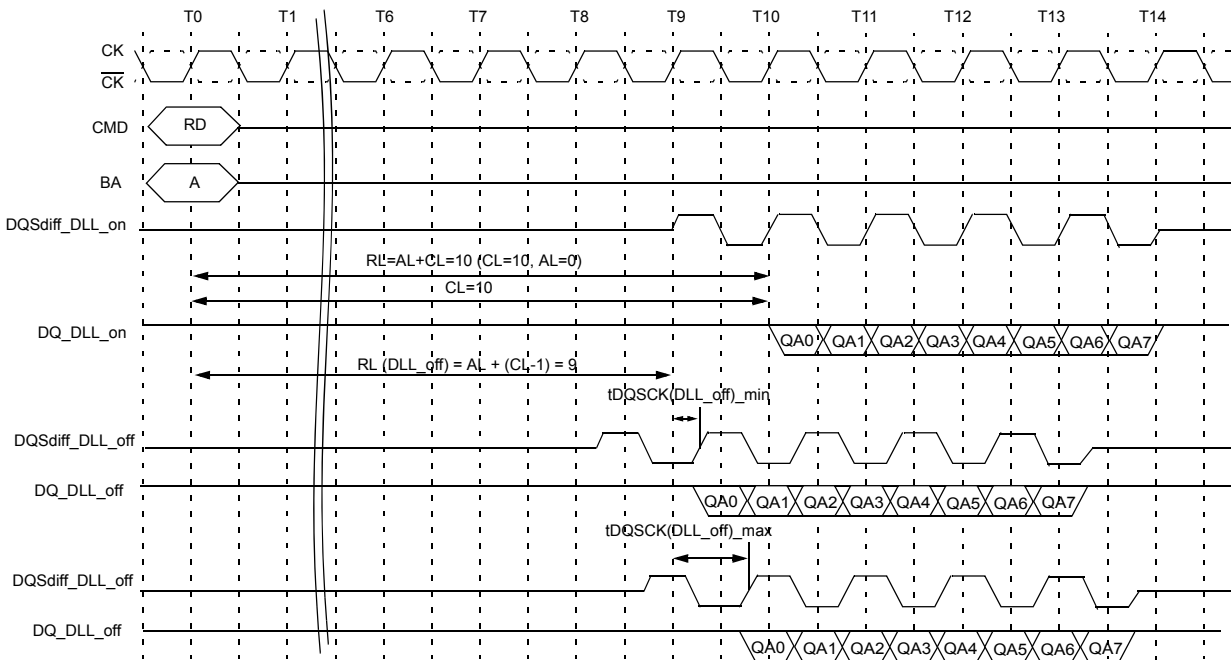 T0 T1 T6 T7 T8 T9 T10 T11 T12 T13 T14
CK
CK
CMD RD
BA A
DQSdiff_DLL_on
RL=AL+CL=10 (CL=10, AL=0)
CL=10
DQ_DLL_on QA0 QA1 QA2 QA3 QA4 QA5 QA6 QA7
RL (DLL_off) = AL + (CL-1) = 9
tDQSCK(DLL_off)_min
DQSdiff_DLL_off
DQ_DLL_off QA0 QA1 QA2 QA3 QA4 QA5 QA6 QA7
tDQSCK(DLL_off)_max
DQSdiff_DLL_off
DQ_DLL_off QA0 QA1 QA2 QA3 QA4 QA5 QA6 QA7